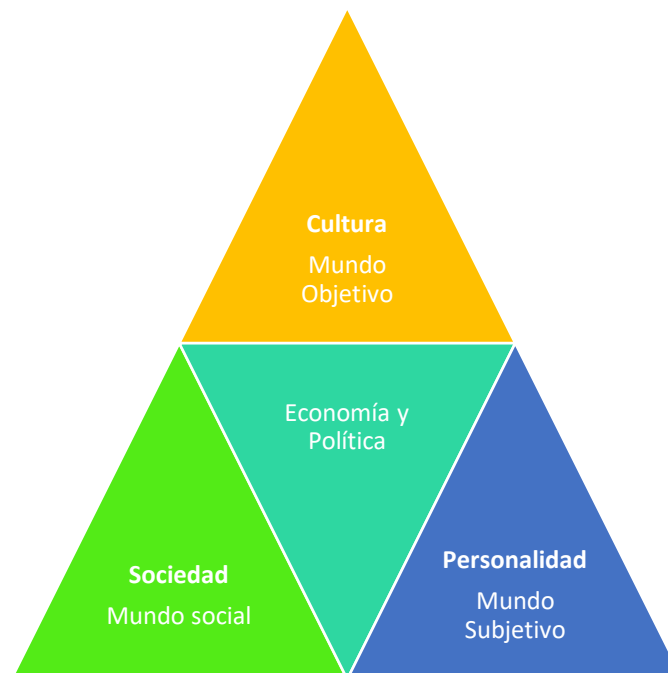 Cultura
Mundo
Objetivo
Economía y
Política
Sociedad
Mundo social
Personalidad
Mundo
Subjetivo